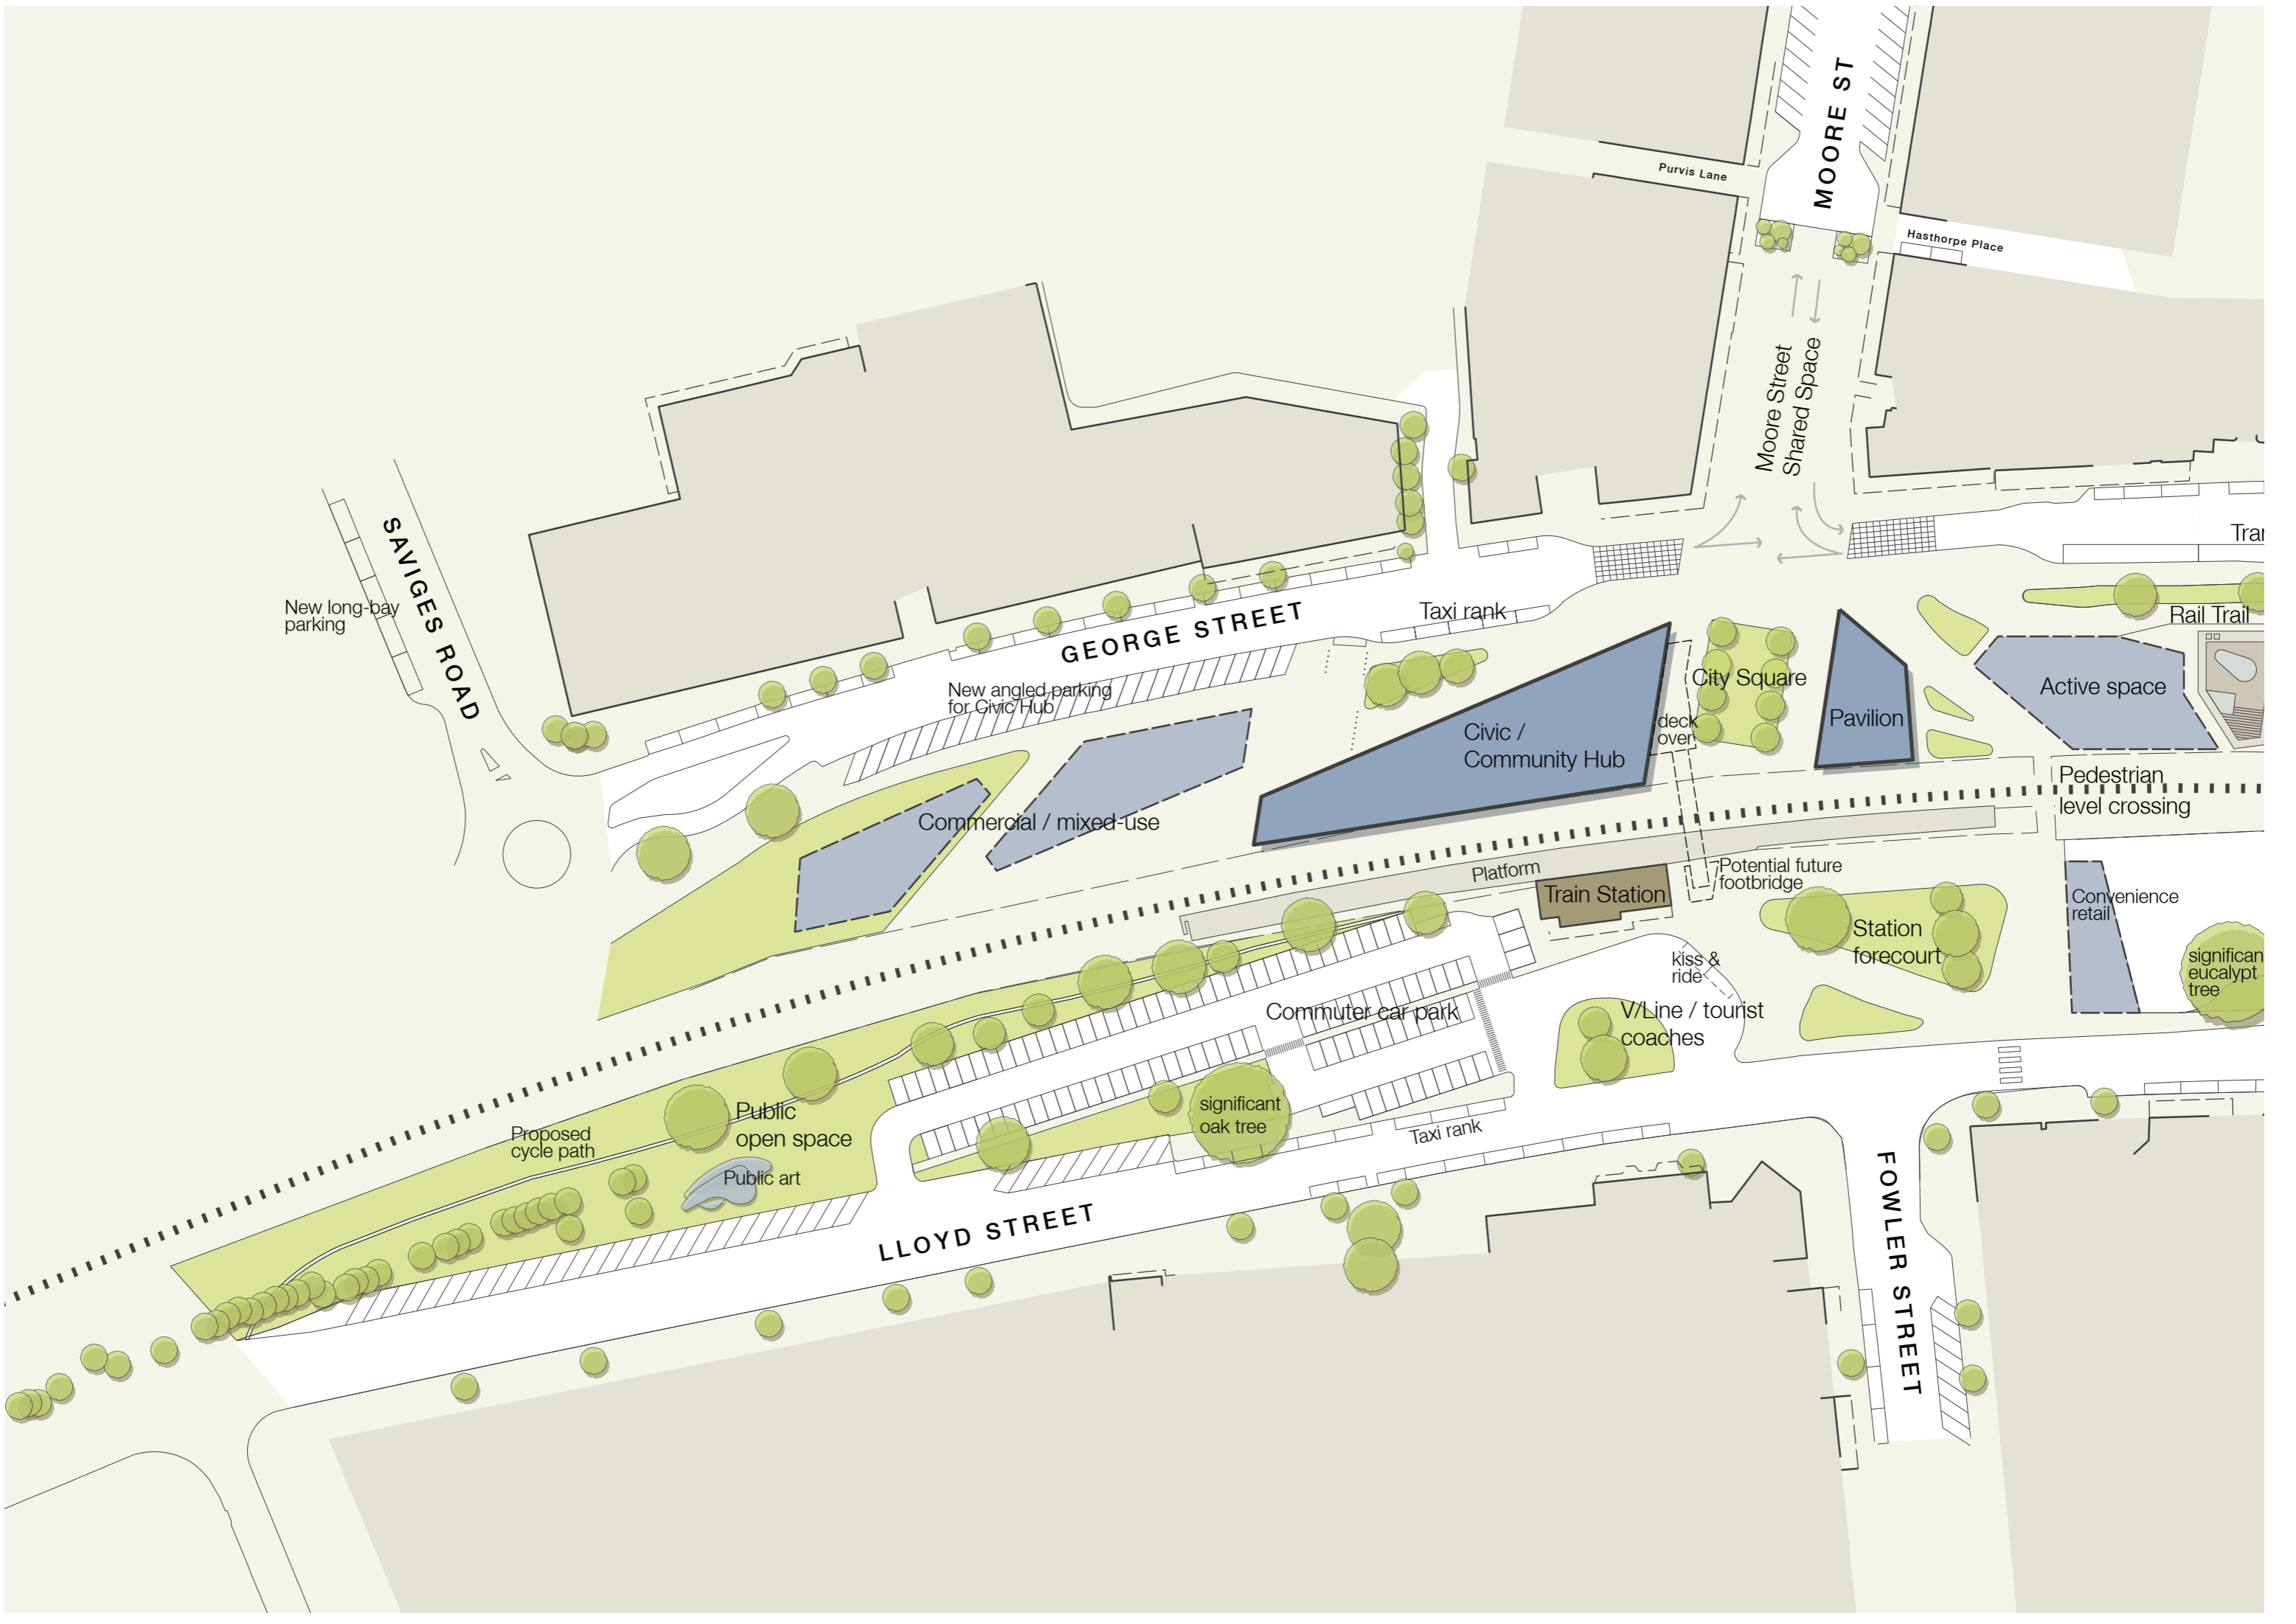 MOORE ST
Purvis Lane
Hasthorpe Place
Moore Street
Shared Space
SAVIGES ROAD
New long-bay
parking
GEORGE STREET
Taxi rank
Tran
Rail Trail
New angled parking
for Civic Hub
City Square
Active space
Civic /
Community Hub
deck
over
Pavilion
Pedestrian
level crossing
Commercial / mixed-use
Platform
Train Station
Potential future
footbridge
Convenience
retail
Station
forecourt
kiss &
ride
significan
eucalypt
tree
Commuter car park
V/Line / tourist
coaches
Public
open space
significant
oak tree
Proposed
cycle path
Taxi rank
Public art
LLOYD STREET
FOWLER STREET